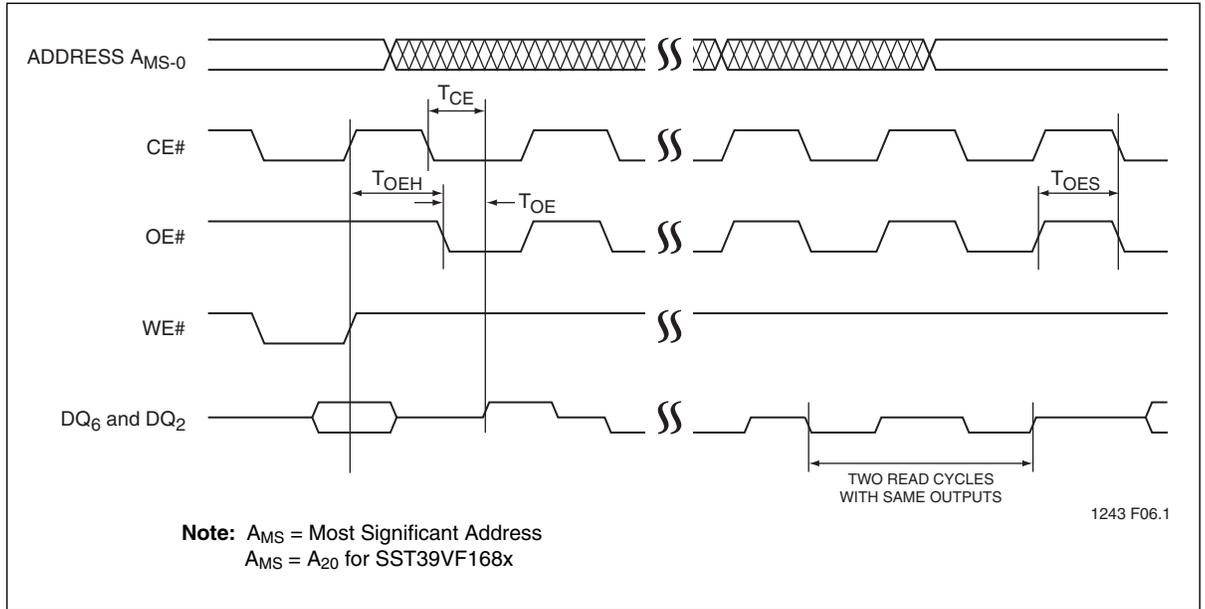 ADDRESS AMS-0
TCE
CE#
TOEH
TOES
TOE
OE#
WE#
DQ6 and DQ2
TWO READ CYCLES
WITH SAME OUTPUTS
1243 F06.1
Note: AMS = Most Significant Address
AMS = A20 for SST39VF168x